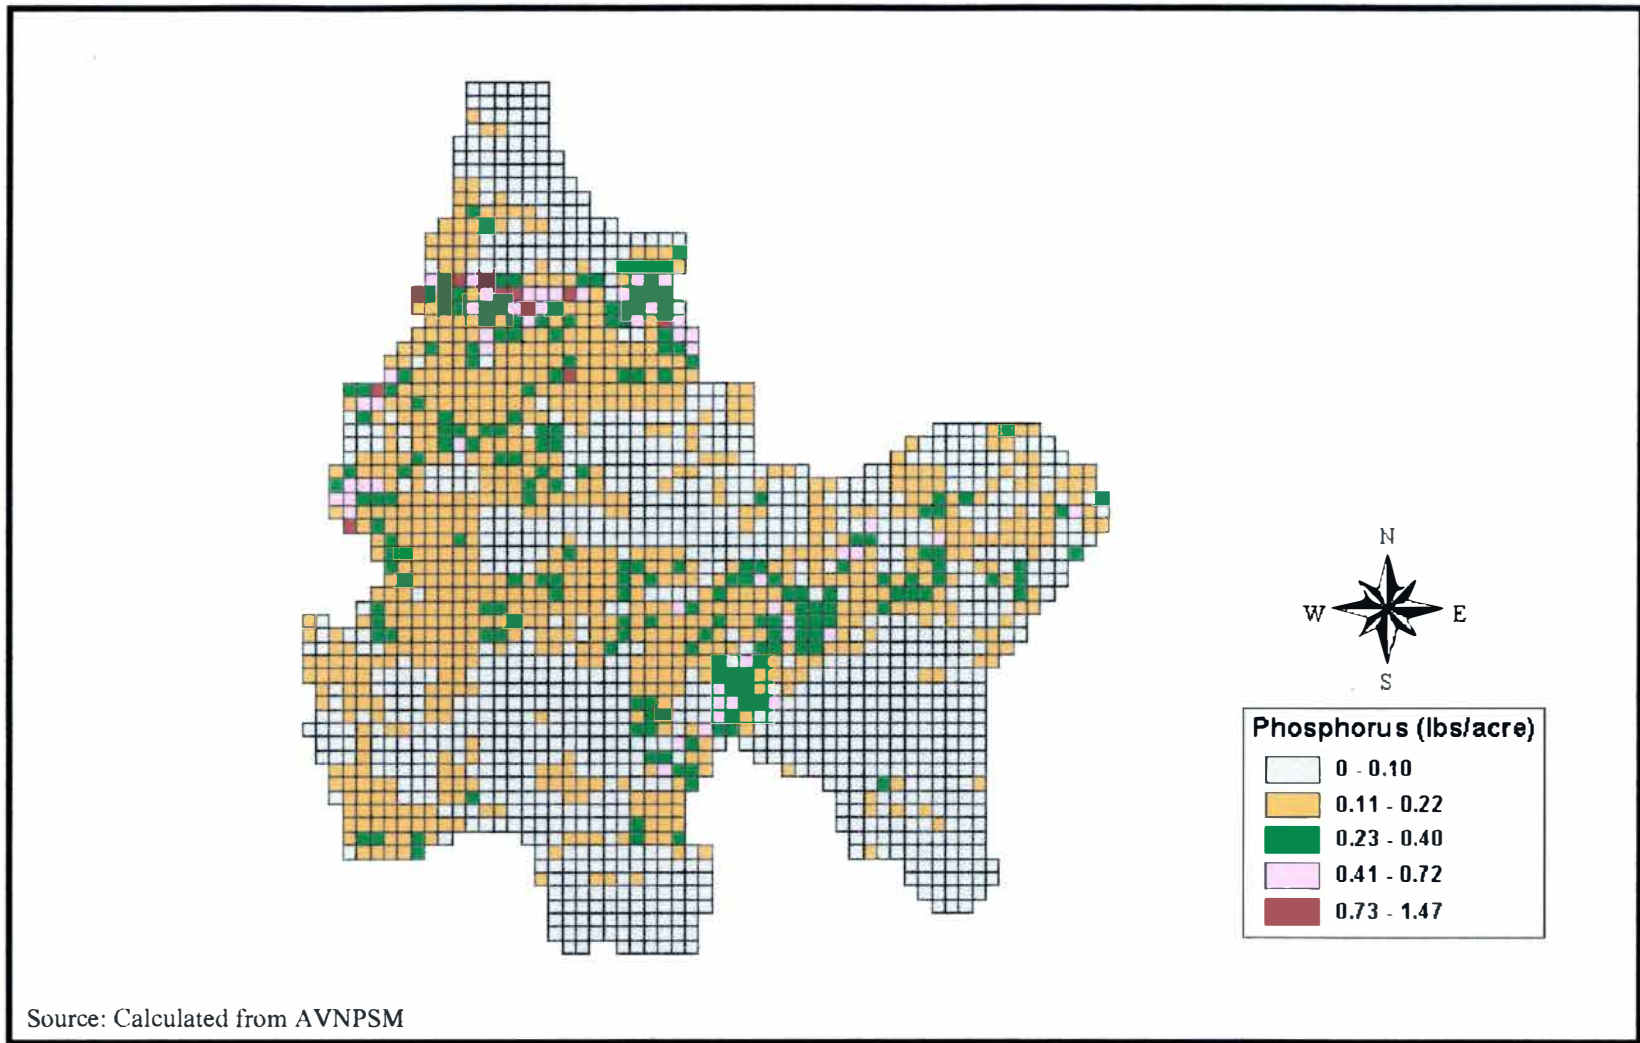 N
W E
S
Phosphorus (lbs/acre)
0 - 0.10
0.11 - 0.22
0.23 - 0.40
0.41 - 0.72
0.73 - 1.47
Source: Calculated from AVNPSM